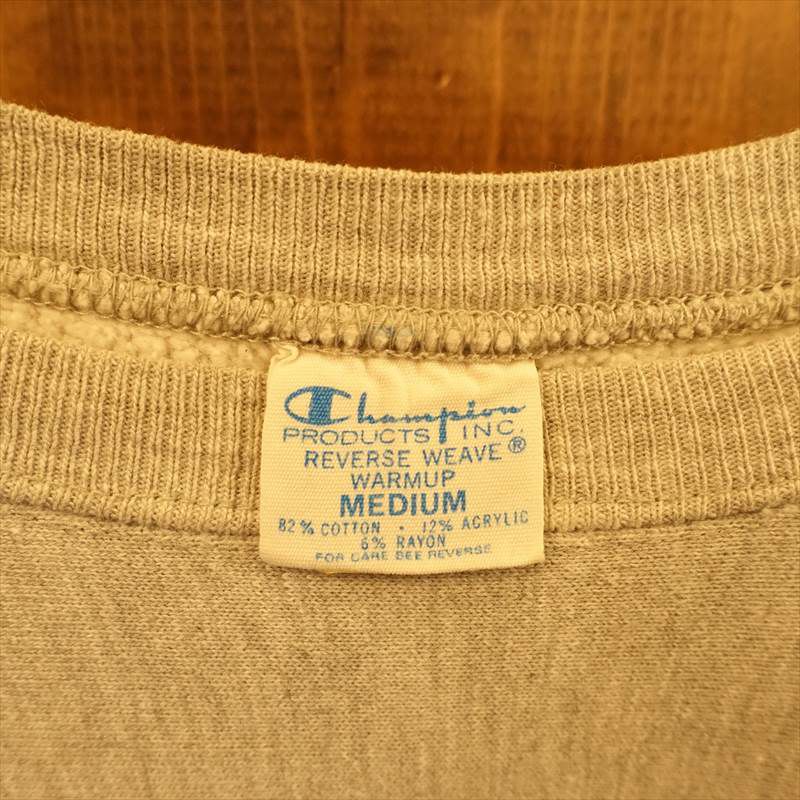 Champion
PRODUCTS INC.
REVERSE WEAVE®
WARMUP
MEDIUM
82% COTTON · 12% ACRYLIC
6% RAYON
FOR CARE SEE REVERSE